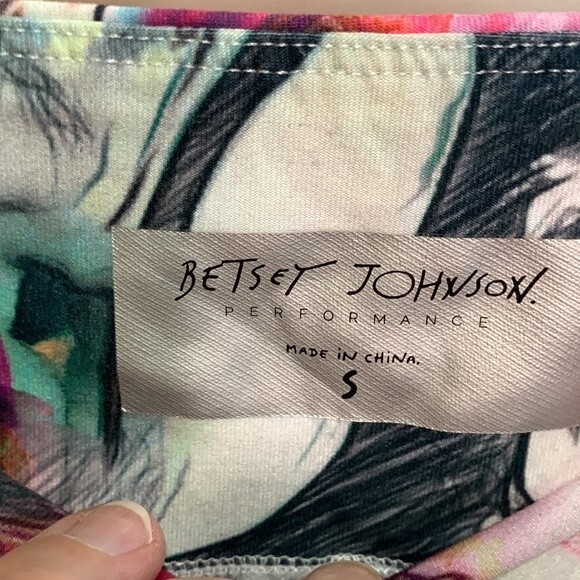 BETSEY JOHNSON.
PERFORMANCE
MADE IN CHINA.
S